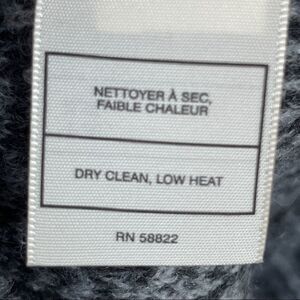 NETTOYER À SEC,
FAIBLE CHALEUR
DRY CLEAN, LOW HEAT
RN 58822